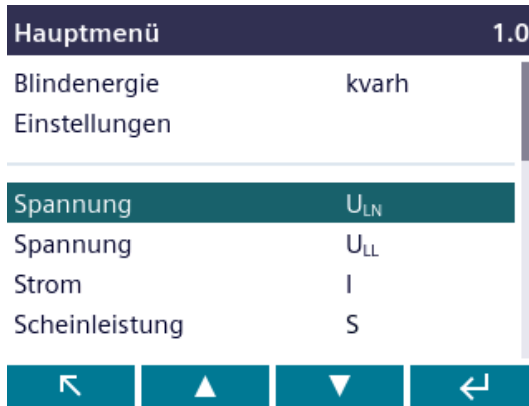 Hauptmenü 1.0
Blindenergie kvarh
Einstellungen
Spannung ULN
Spannung ULL
Strom I
Scheinleistung S